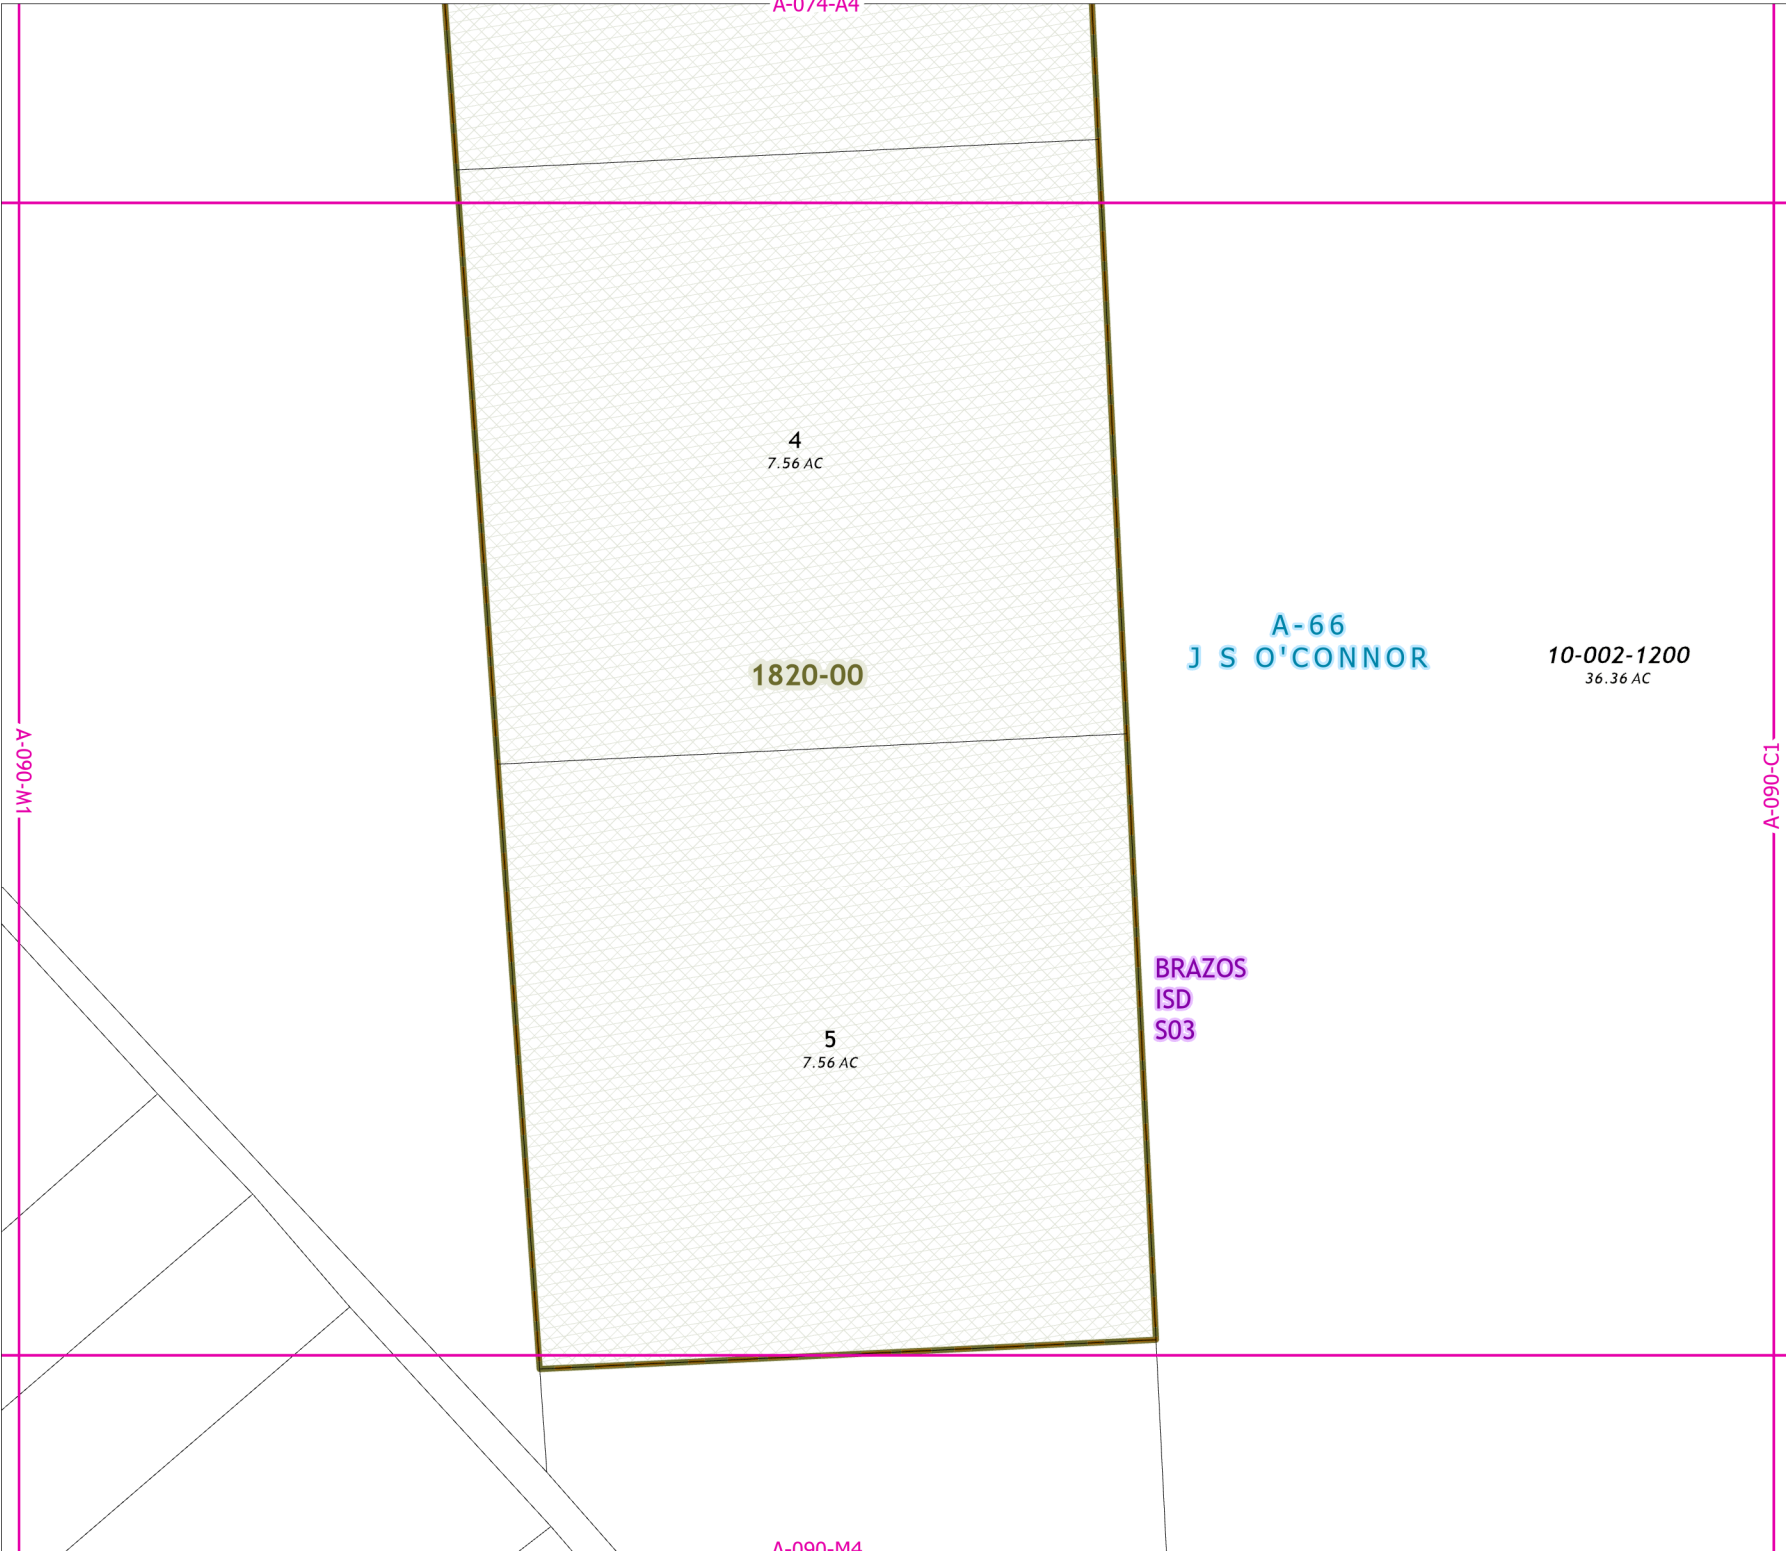 A-074-A4
4
7.56 AC
A-66
J S O'CONNOR
10-002-1200
36.36 AC
1820-00
A-090-M1
A-090-C1
BRAZOS
ISD
S03
5
7.56 AC
A-090-M4